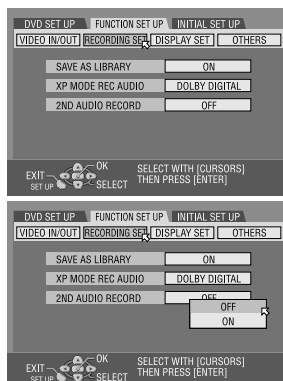 DVD SET UP FUNCTION SET UP INITIAL SET UP
VIDEO IN/OUT RECORDING SET DISPLAY SET OTHERS
SAVE AS LIBRARY ON
XP MODE REC AUDIO DOLBY DIGITAL
2ND AUDIO RECORD OFF
EXIT OK SELECT WITH [CURSORS]
SET UP SELECT THEN PRESS [ENTER]
DVD SET UP FUNCTION SET UP INITIAL SET UP
VIDEO IN/OUT RECORDING SET DISPLAY SET OTHERS
SAVE AS LIBRARY ON
XP MODE REC AUDIO DOLBY DIGITAL
2ND AUDIO RECORD OFF
OFF
ON
EXIT OK SELECT WITH [CURSORS]
SET UP SELECT THEN PRESS [ENTER]